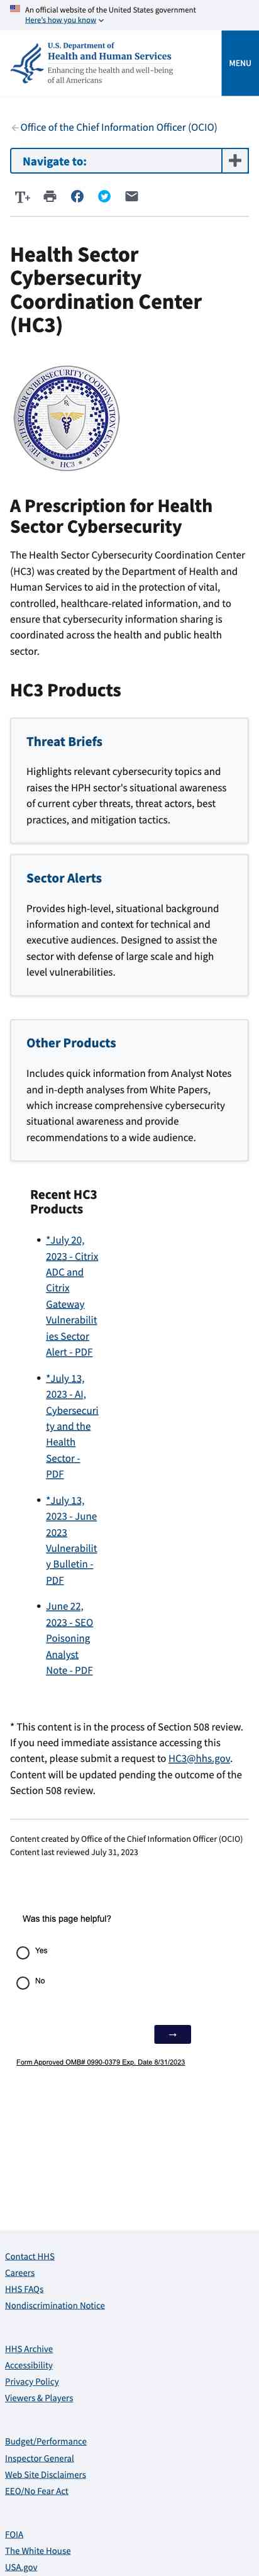 An official website of the United States government
Here's how you know
U.S. Department of
Health and Human Services
Enhancing the health and well-being
of all Americans
MENU
Office of the Chief Information Officer (OCIO)
Navigate to:
T+
Health Sector
Cybersecurity
Coordination Center
(HC3)
HEALTH SECTOR CYBERSECURITY COORDINATION CENTER
HC3
A Prescription for Health
Sector Cybersecurity
The Health Sector Cybersecurity Coordination Center
(HC3) was created by the Department of Health and
Human Services to aid in the protection of vital,
controlled, healthcare-related information, and to
ensure that cybersecurity information sharing is
coordinated across the health and public health
sector.
HC3 Products
Threat Briefs
Highlights relevant cybersecurity topics and
raises the HPH sector's situational awareness
of current cyber threats, threat actors, best
practices, and mitigation tactics.
Sector Alerts
Provides high-level, situational background
information and context for technical and
executive audiences. Designed to assist the
sector with defense of large scale and high
level vulnerabilities.
Other Products
Includes quick information from Analyst Notes
and in-depth analyses from White Papers,
which increase comprehensive cybersecurity
situational awareness and provide
recommendations to a wide audience.
Recent HC3
Products
*July 20,
2023 - Citrix
ADC and
Citrix
Gateway
Vulnerabilit
ies Sector
Alert - PDF
*July 13,
2023 - AI,
Cybersecuri
ty and the
Health
Sector -
PDF
*July 13,
2023 - June
2023
Vulnerabilit
y Bulletin -
PDF
June 22,
2023 - SEO
Poisoning
Analyst
Note - PDF
* This content is in the process of Section 508 review.
If you need immediate assistance accessing this
content, please submit a request to HC3@hhs.gov.
Content will be updated pending the outcome of the
Section 508 review.
Content created by Office of the Chief Information Officer (OCIO)
Content last reviewed July 31, 2023
Was this page helpful?
Yes
No
→
Form Approved OMB# 0990-0379 Exp. Date 8/31/2023
Contact HHS
Careers
HHS FAQs
Nondiscrimination Notice
HHS Archive
Accessibility
Privacy Policy
Viewers & Players
Budget/Performance
Inspector General
Web Site Disclaimers
EEO/No Fear Act
FOIA
The White House
USA.gov